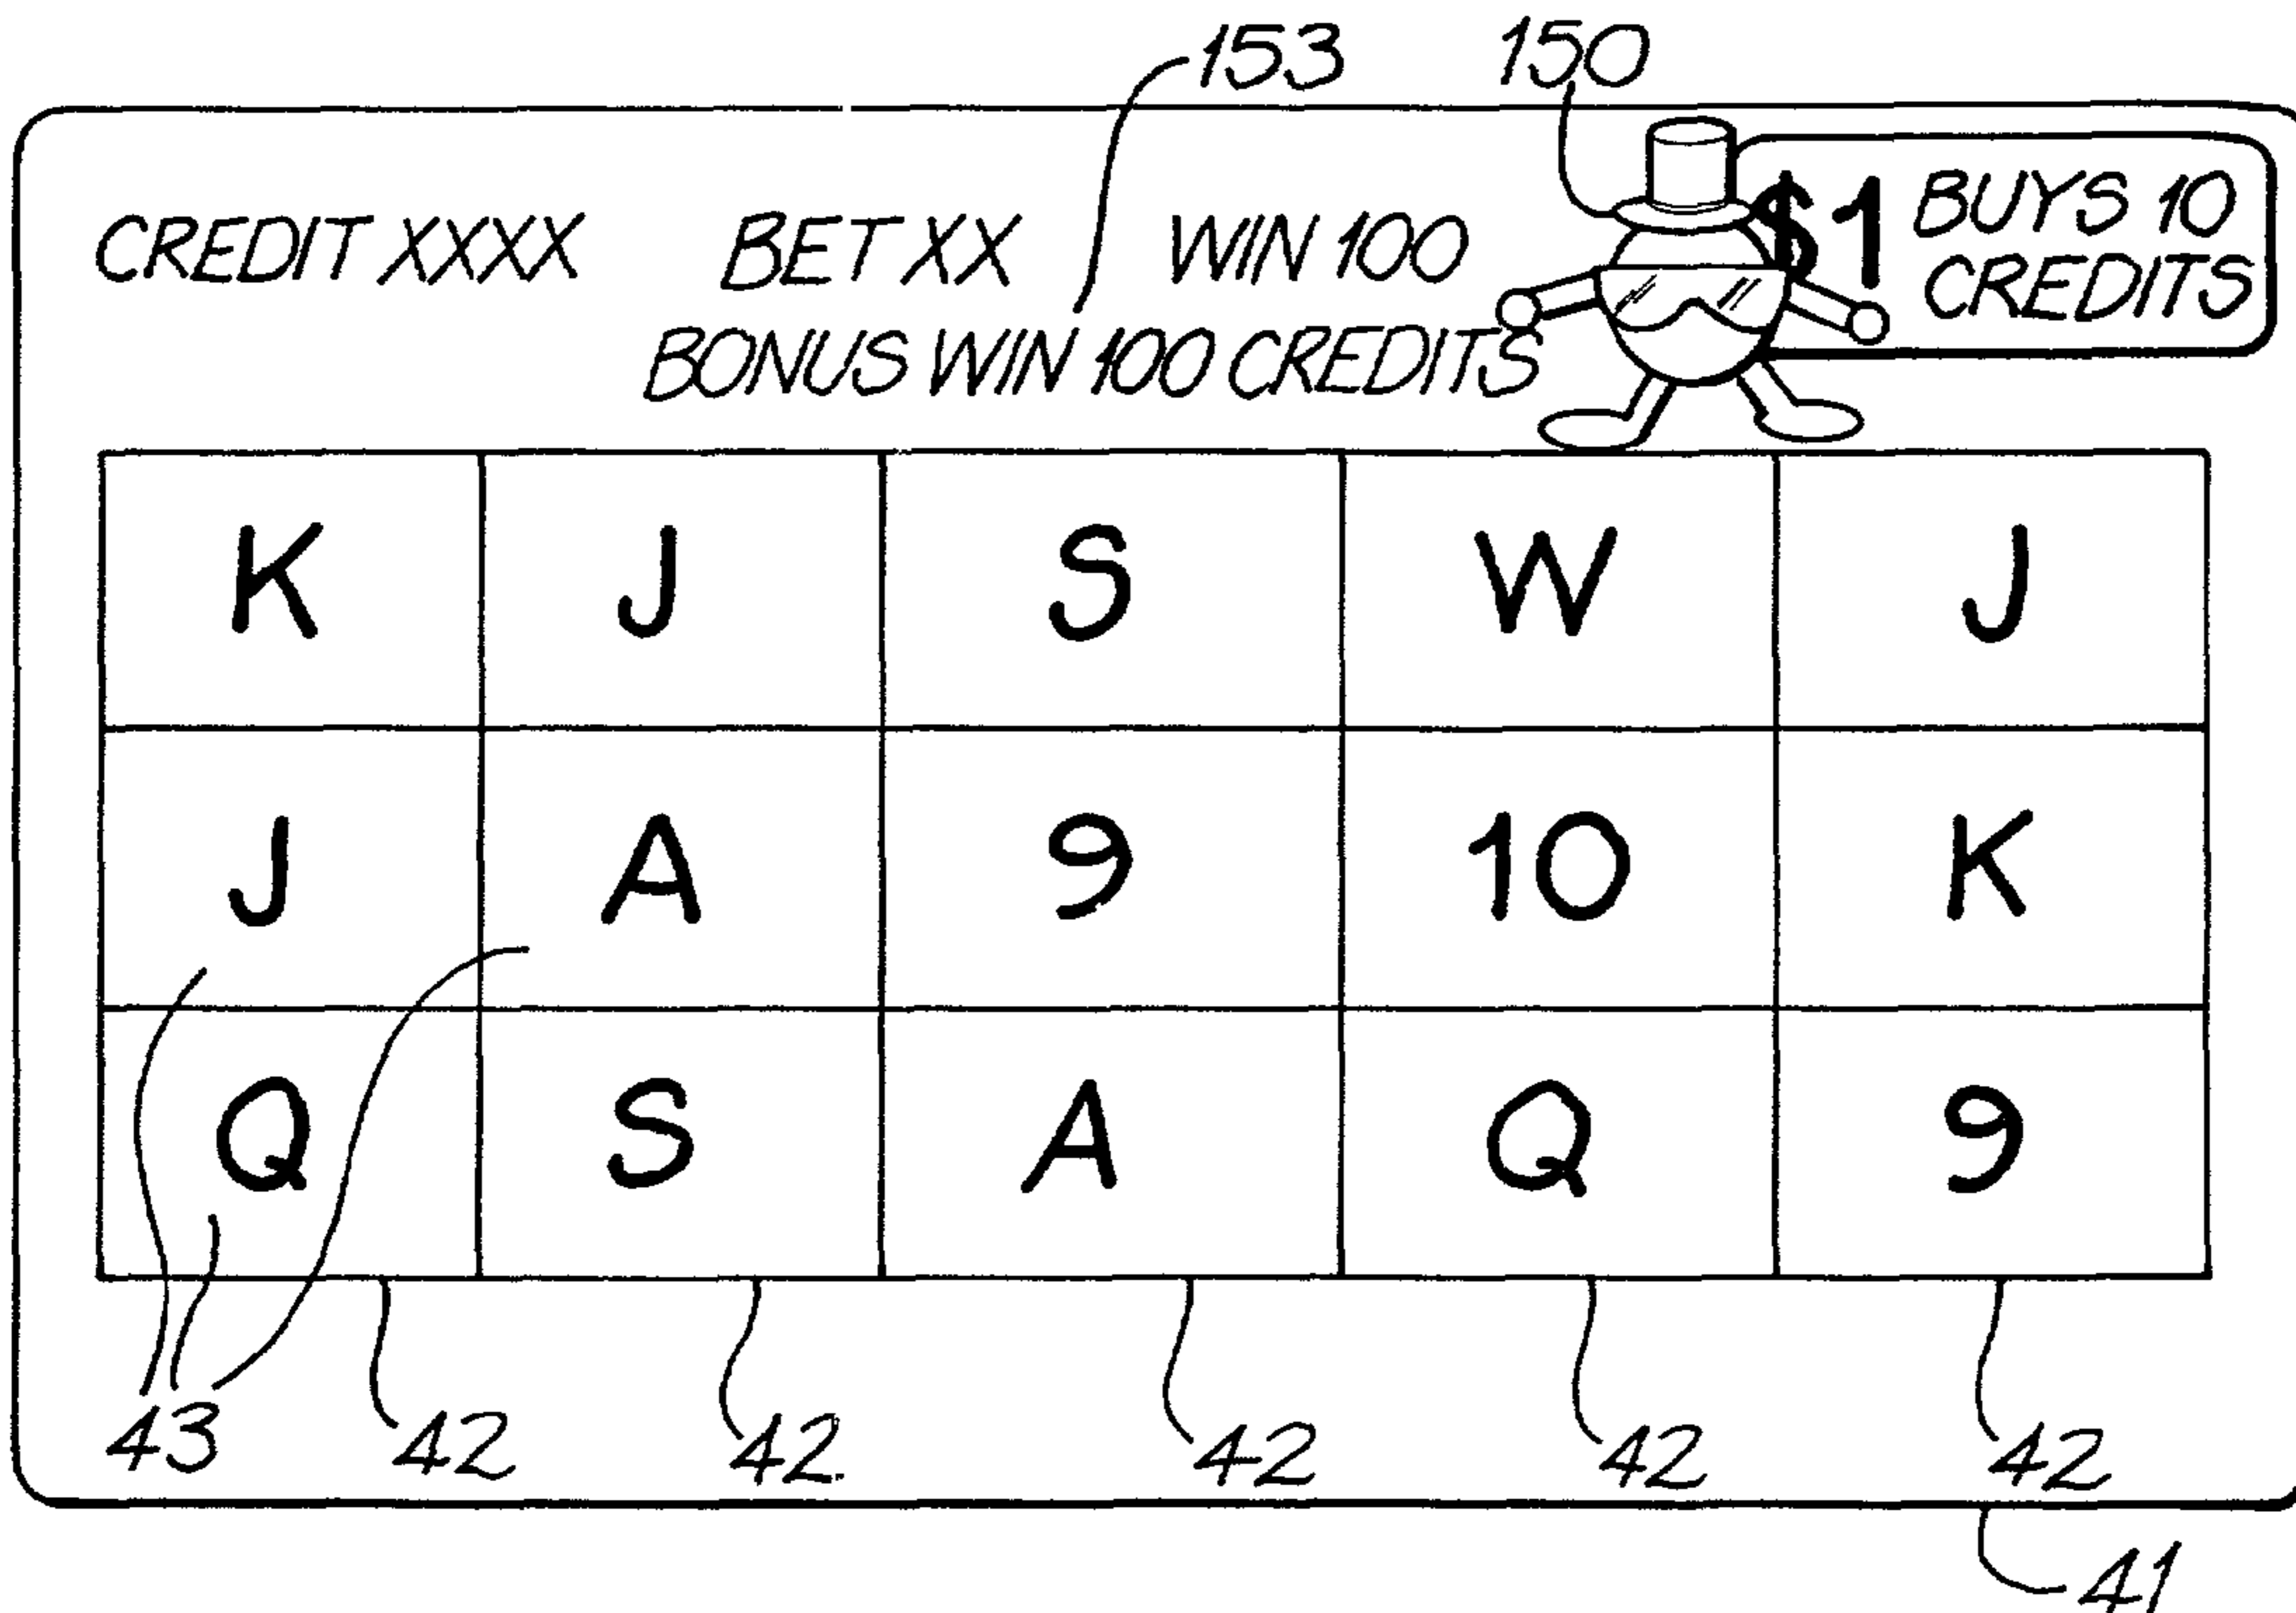 153 150
CREDIT XXXX BET XX WIN 100 $1 BUYS 10
CREDITS
BONUS WIN 100 CREDITS
K J S W J
J A 9 10 K
Q S A Q 9
43 42 42 42 42 42
41